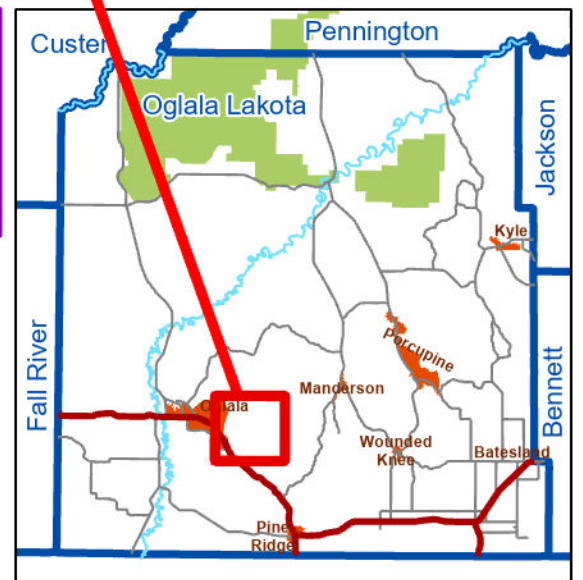 Pennington
Custer
Oglala Lakota
Jackson
Kyle
Fall River
Porcupine
Manderson
Oglala
Bennett
Wounded
Knee
Batesland
Pine
Ridge